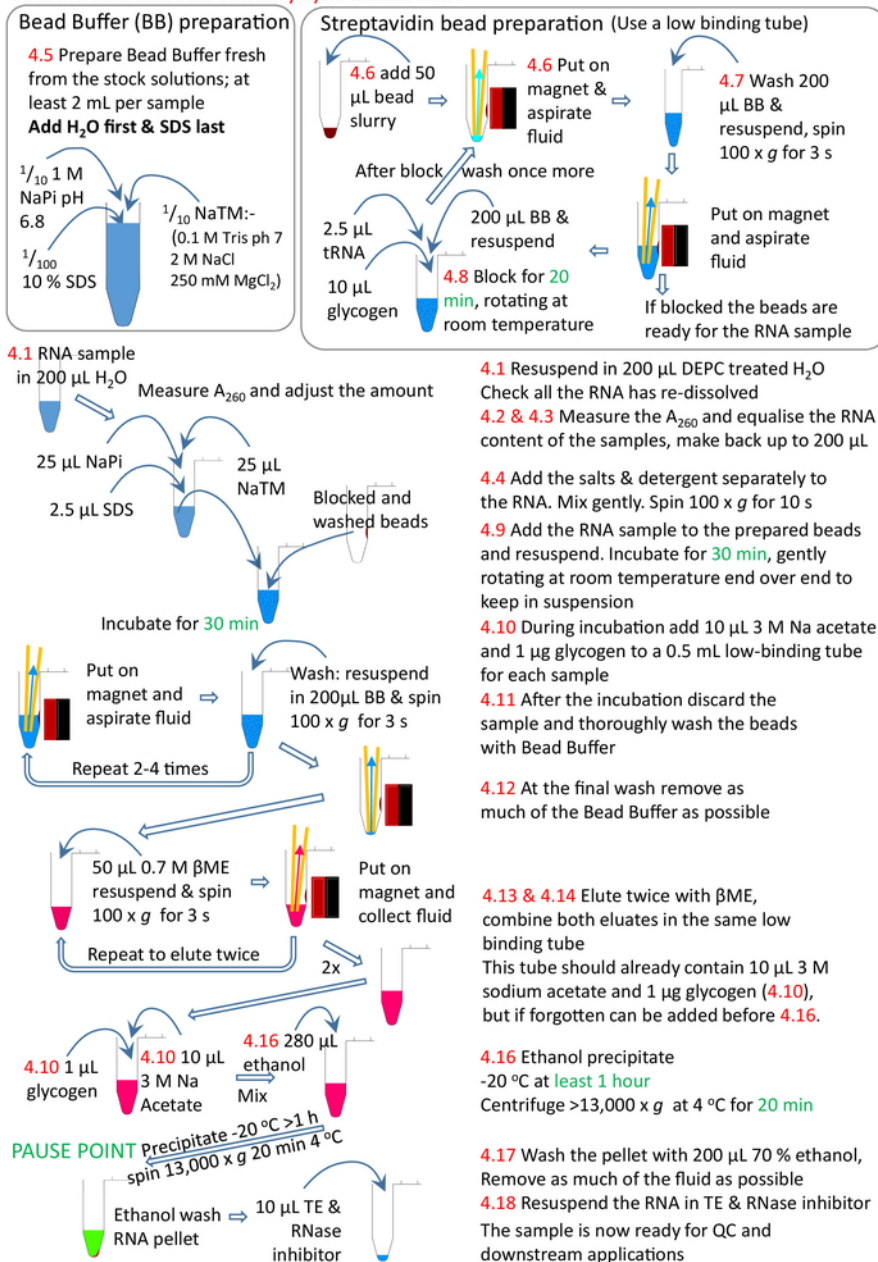 Bead Buffer (BB) preparation
4.5 Prepare Bead Buffer fresh
from the stock solutions; at
least 2 mL per sample
Add H₂O first & SDS last
¹/₁₀ 1 M
NaPi pH
6.8
¹/₁₀₀
10 % SDS
¹/₁₀ NaTM:-
(0.1 M Tris ph 7
2 M NaCl
250 mM MgCl₂)
Streptavidin bead preparation (Use a low binding tube)
4.6 add 50
µL bead
slurry
4.6 Put on
magnet &
aspirate
fluid
4.7 Wash 200
µL BB &
resuspend, spin
100 x g for 3 s
Put on magnet
and aspirate
fluid
If blocked the beads are
ready for the RNA sample
After block wash once more
2.5 µL
tRNA
10 µL
glycogen
200 µL BB &
resuspend
4.8 Block for 20
min, rotating at
room temperature
4.1 RNA sample
in 200 µL H₂O
Measure A₂₆₀ and adjust the amount
25 µL NaPi
2.5 µL SDS
25 µL
NaTM
Blocked and
washed beads
Incubate for 30 min
Put on
magnet and
aspirate fluid
Wash: resuspend
in 200µL BB & spin
100 x g for 3 s
Repeat 2-4 times
50 µL 0.7 M βME
resuspend & spin
100 x g for 3 s
Put on
magnet and
collect fluid
Repeat to elute twice
2x
4.10 1 µL
glycogen
4.10 10 µL
3 M Na
Acetate
4.16 280 µL
ethanol
Mix
PAUSE POINT Precipitate -20 °C >1 h
spin 13,000 x g 20 min 4 °C
Ethanol wash
RNA pellet
10 µL TE &
RNase
inhibitor
4.1 Resuspend in 200 µL DEPC treated H₂O
Check all the RNA has re-dissolved
4.2 & 4.3 Measure the A₂₆₀ and equalise the RNA
content of the samples, make back up to 200 µL
4.4 Add the salts & detergent separately to
the RNA. Mix gently. Spin 100 x g for 10 s
4.9 Add the RNA sample to the prepared beads
and resuspend. Incubate for 30 min, gently
rotating at room temperature end over end to
keep in suspension
4.10 During incubation add 10 µL 3 M Na acetate
and 1 µg glycogen to a 0.5 mL low-binding tube
for each sample
4.11 After the incubation discard the
sample and thoroughly wash the beads
with Bead Buffer
4.12 At the final wash remove as
much of the Bead Buffer as possible
4.13 & 4.14 Elute twice with βME,
combine both eluates in the same low
binding tube
This tube should already contain 10 µL 3 M
sodium acetate and 1 µg glycogen (4.10),
but if forgotten can be added before 4.16.
4.16 Ethanol precipitate
-20 °C at least 1 hour
Centrifuge >13,000 x g at 4 °C for 20 min
4.17 Wash the pellet with 200 µL 70 % ethanol,
Remove as much of the fluid as possible
4.18 Resuspend the RNA in TE & RNase inhibitor
The sample is now ready for QC and
downstream applications